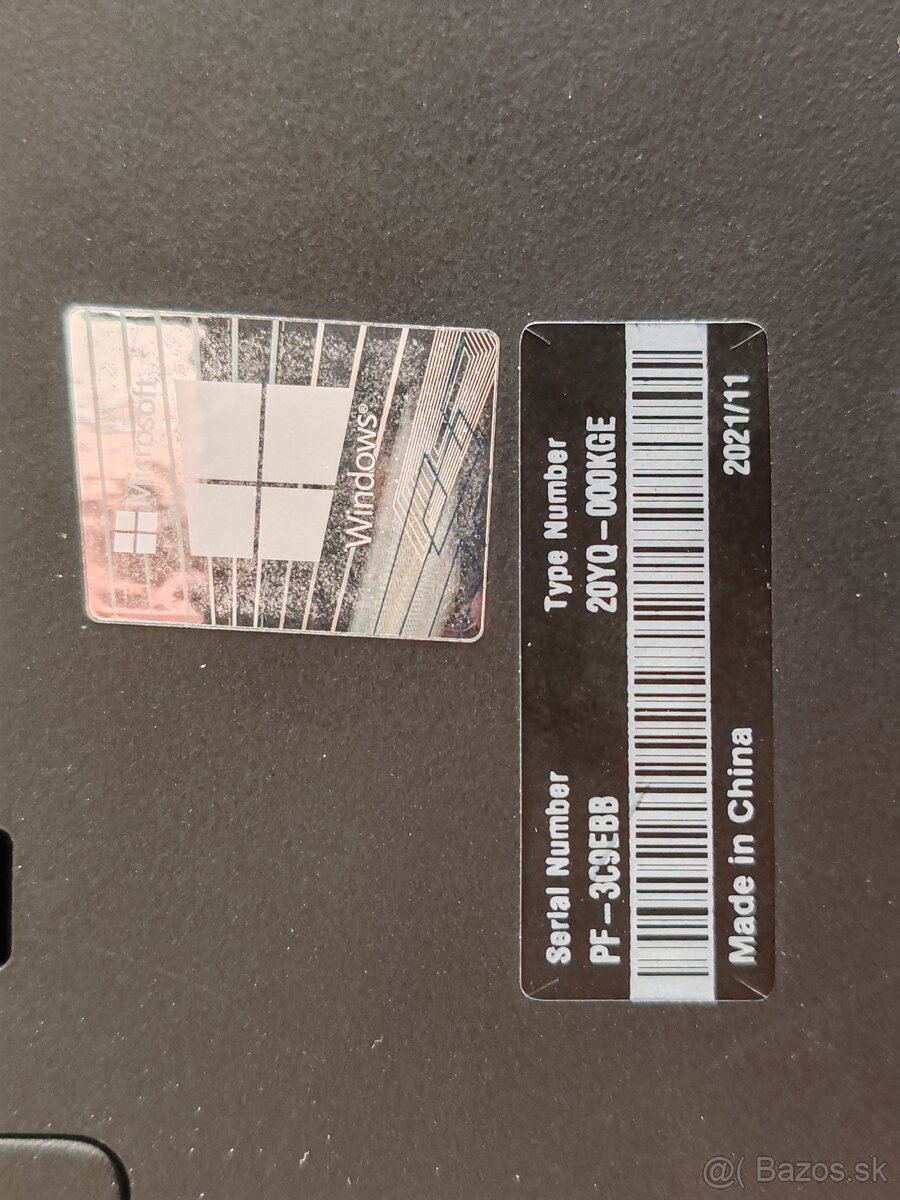 Microsoft®
Windows®
Serial Number
PF-3C9EBB
Type Number
20YQ-000KGE
Made in China
2021/11
@( Bazos.sk